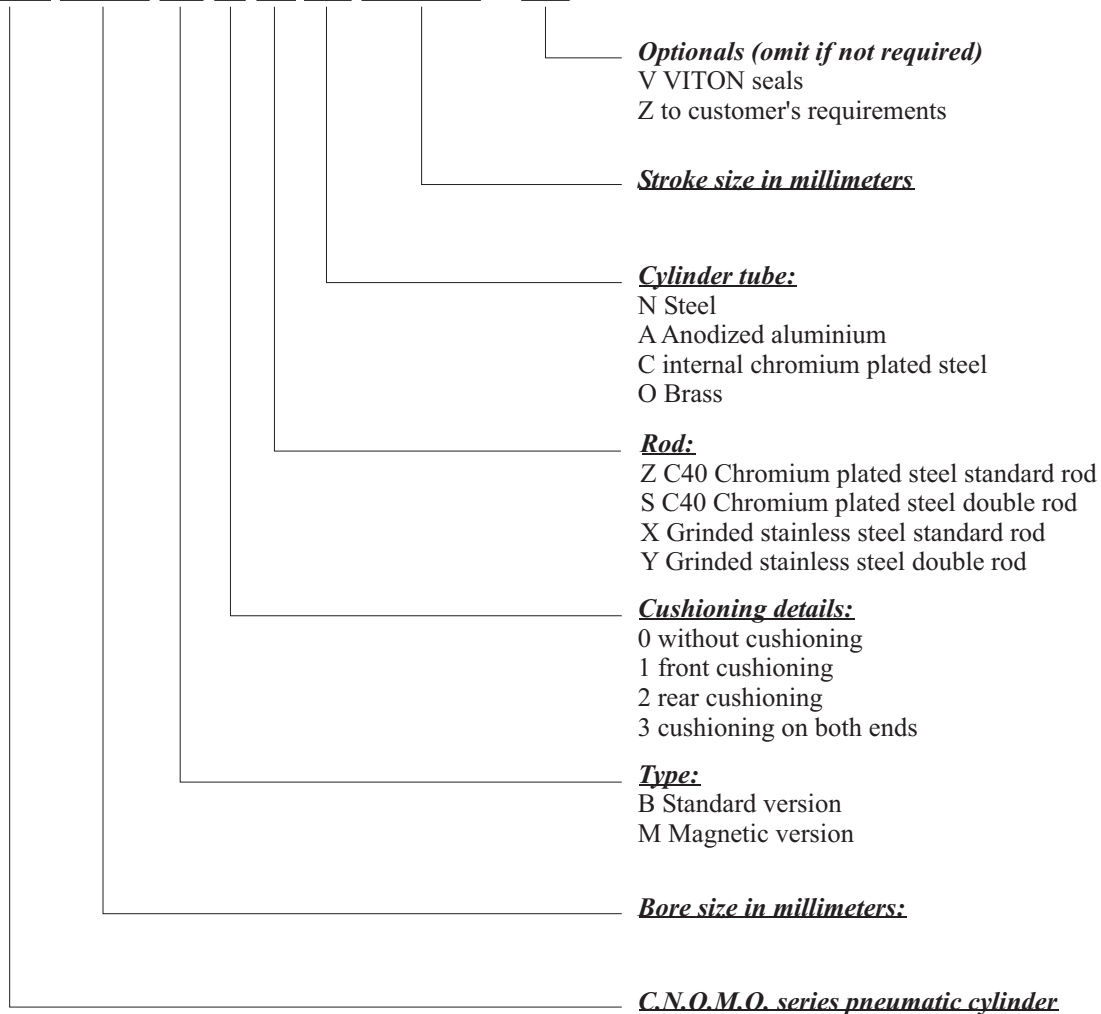 Optionals (omit if not required)
V VITON seals
Z to customer's requirements
Stroke size in millimeters
Cylinder tube:
N Steel
A Anodized aluminium
C internal chromium plated steel
O Brass
Rod:
Z C40 Chromium plated steel standard rod
S C40 Chromium plated steel double rod
X Grinded stainless steel standard rod
Y Grinded stainless steel double rod
Cushioning details:
0 without cushioning
1 front cushioning
2 rear cushioning
3 cushioning on both ends
Type:
B Standard version
M Magnetic version
Bore size in millimeters:
C.N.O.M.O. series pneumatic cylinder